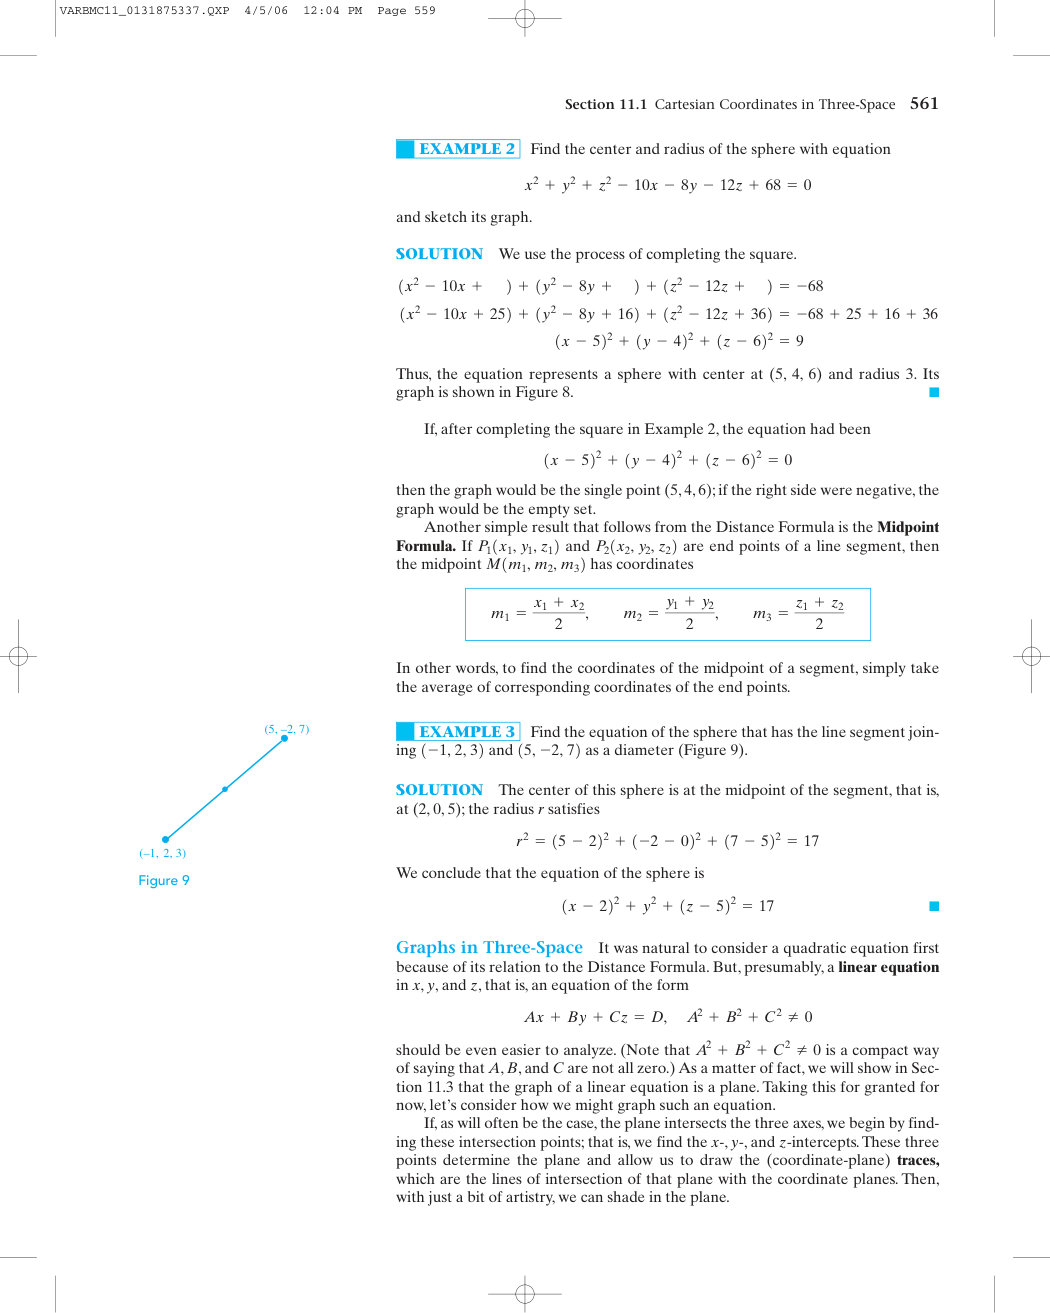 VARBMC11_0131875337.QXP 4/5/06 12:04 PM Page 559
Section 11.1 Cartesian Coordinates in Three-Space 561
EXAMPLE 2 Find the center and radius of the sphere with equation
x² + y² + z² − 10x − 8y − 12z + 68 = 0
and sketch its graph.
SOLUTION We use the process of completing the square.
(x² − 10x + ) + (y² − 8y + ) + (z² − 12z + ) = −68
(x² − 10x + 25) + (y² − 8y + 16) + (z² − 12z + 36) = −68 + 25 + 16 + 36
(x − 5)² + (y − 4)² + (z − 6)² = 9
Thus, the equation represents a sphere with center at (5, 4, 6) and radius 3. Its
graph is shown in Figure 8.
If, after completing the square in Example 2, the equation had been
(x − 5)² + (y − 4)² + (z − 6)² = 0
then the graph would be the single point (5, 4, 6); if the right side were negative, the
graph would be the empty set.
Another simple result that follows from the Distance Formula is the Midpoint
Formula. If P₁(x₁, y₁, z₁) and P₂(x₂, y₂, z₂) are end points of a line segment, then
the midpoint M(m₁, m₂, m₃) has coordinates
m₁ = (x₁ + x₂)/2, m₂ = (y₁ + y₂)/2, m₃ = (z₁ + z₂)/2
In other words, to find the coordinates of the midpoint of a segment, simply take
the average of corresponding coordinates of the end points.
EXAMPLE 3 Find the equation of the sphere that has the line segment join-
ing (−1, 2, 3) and (5, −2, 7) as a diameter (Figure 9).
SOLUTION The center of this sphere is at the midpoint of the segment, that is,
at (2, 0, 5); the radius r satisfies
r² = (5 − 2)² + (−2 − 0)² + (7 − 5)² = 17
We conclude that the equation of the sphere is
(x − 2)² + y² + (z − 5)² = 17
(5, –2, 7)
(–1, 2, 3)
Figure 9
Graphs in Three-Space It was natural to consider a quadratic equation first
because of its relation to the Distance Formula. But, presumably, a linear equation
in x, y, and z, that is, an equation of the form
Ax + By + Cz = D, A² + B² + C² ≠ 0
should be even easier to analyze. (Note that A² + B² + C² ≠ 0 is a compact way
of saying that A, B, and C are not all zero.) As a matter of fact, we will show in Sec-
tion 11.3 that the graph of a linear equation is a plane. Taking this for granted for
now, let's consider how we might graph such an equation.
If, as will often be the case, the plane intersects the three axes, we begin by find-
ing these intersection points; that is, we find the x-, y-, and z-intercepts. These three
points determine the plane and allow us to draw the (coordinate-plane) traces,
which are the lines of intersection of that plane with the coordinate planes. Then,
with just a bit of artistry, we can shade in the plane.